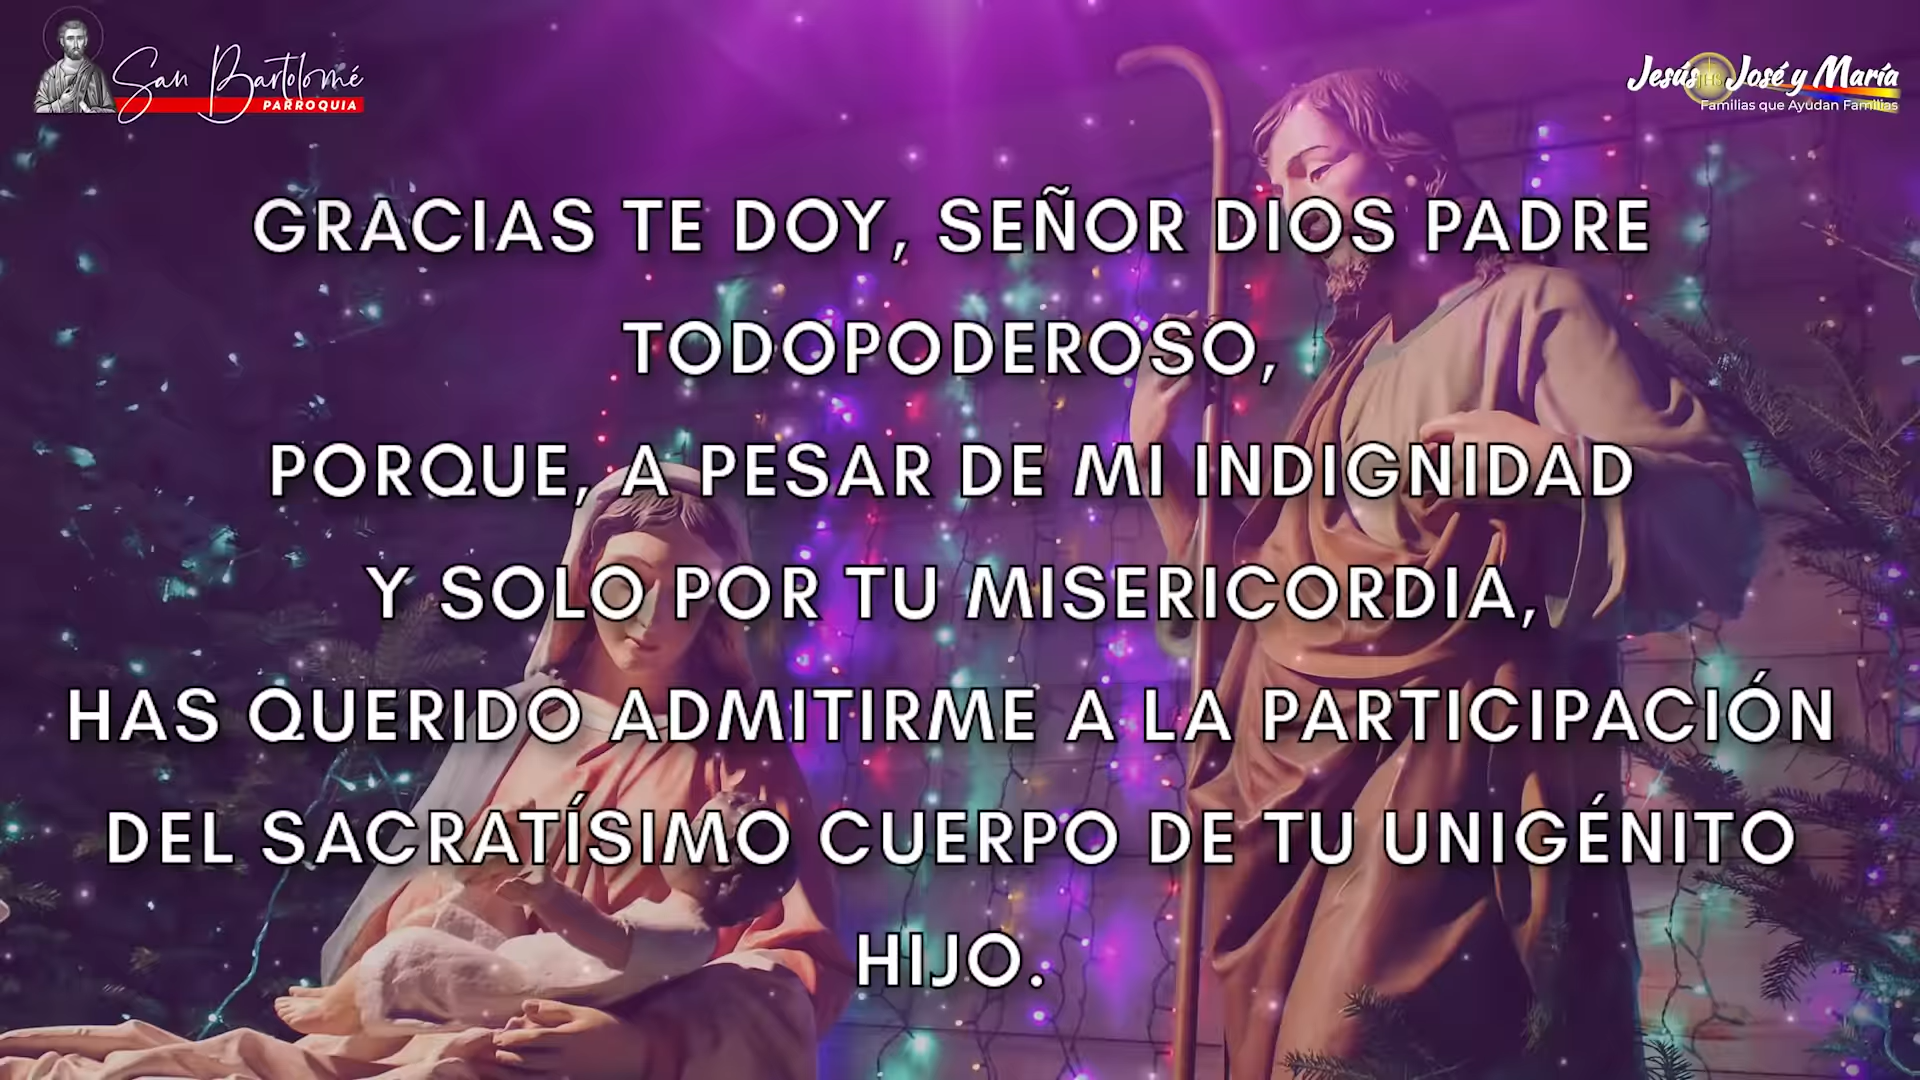 San Bartolomé
PARROQUIA
Jesús JHS José y María
Familias que Ayudan Familias
GRACIAS TE DOY, SEÑOR DIOS PADRE
TODOPODEROSO,
PORQUE, A PESAR DE MI INDIGNIDAD
Y SOLO POR TU MISERICORDIA,
HAS QUERIDO ADMITIRME A LA PARTICIPACIÓN
DEL SACRATÍSIMO CUERPO DE TU UNIGÉNITO
HIJO.